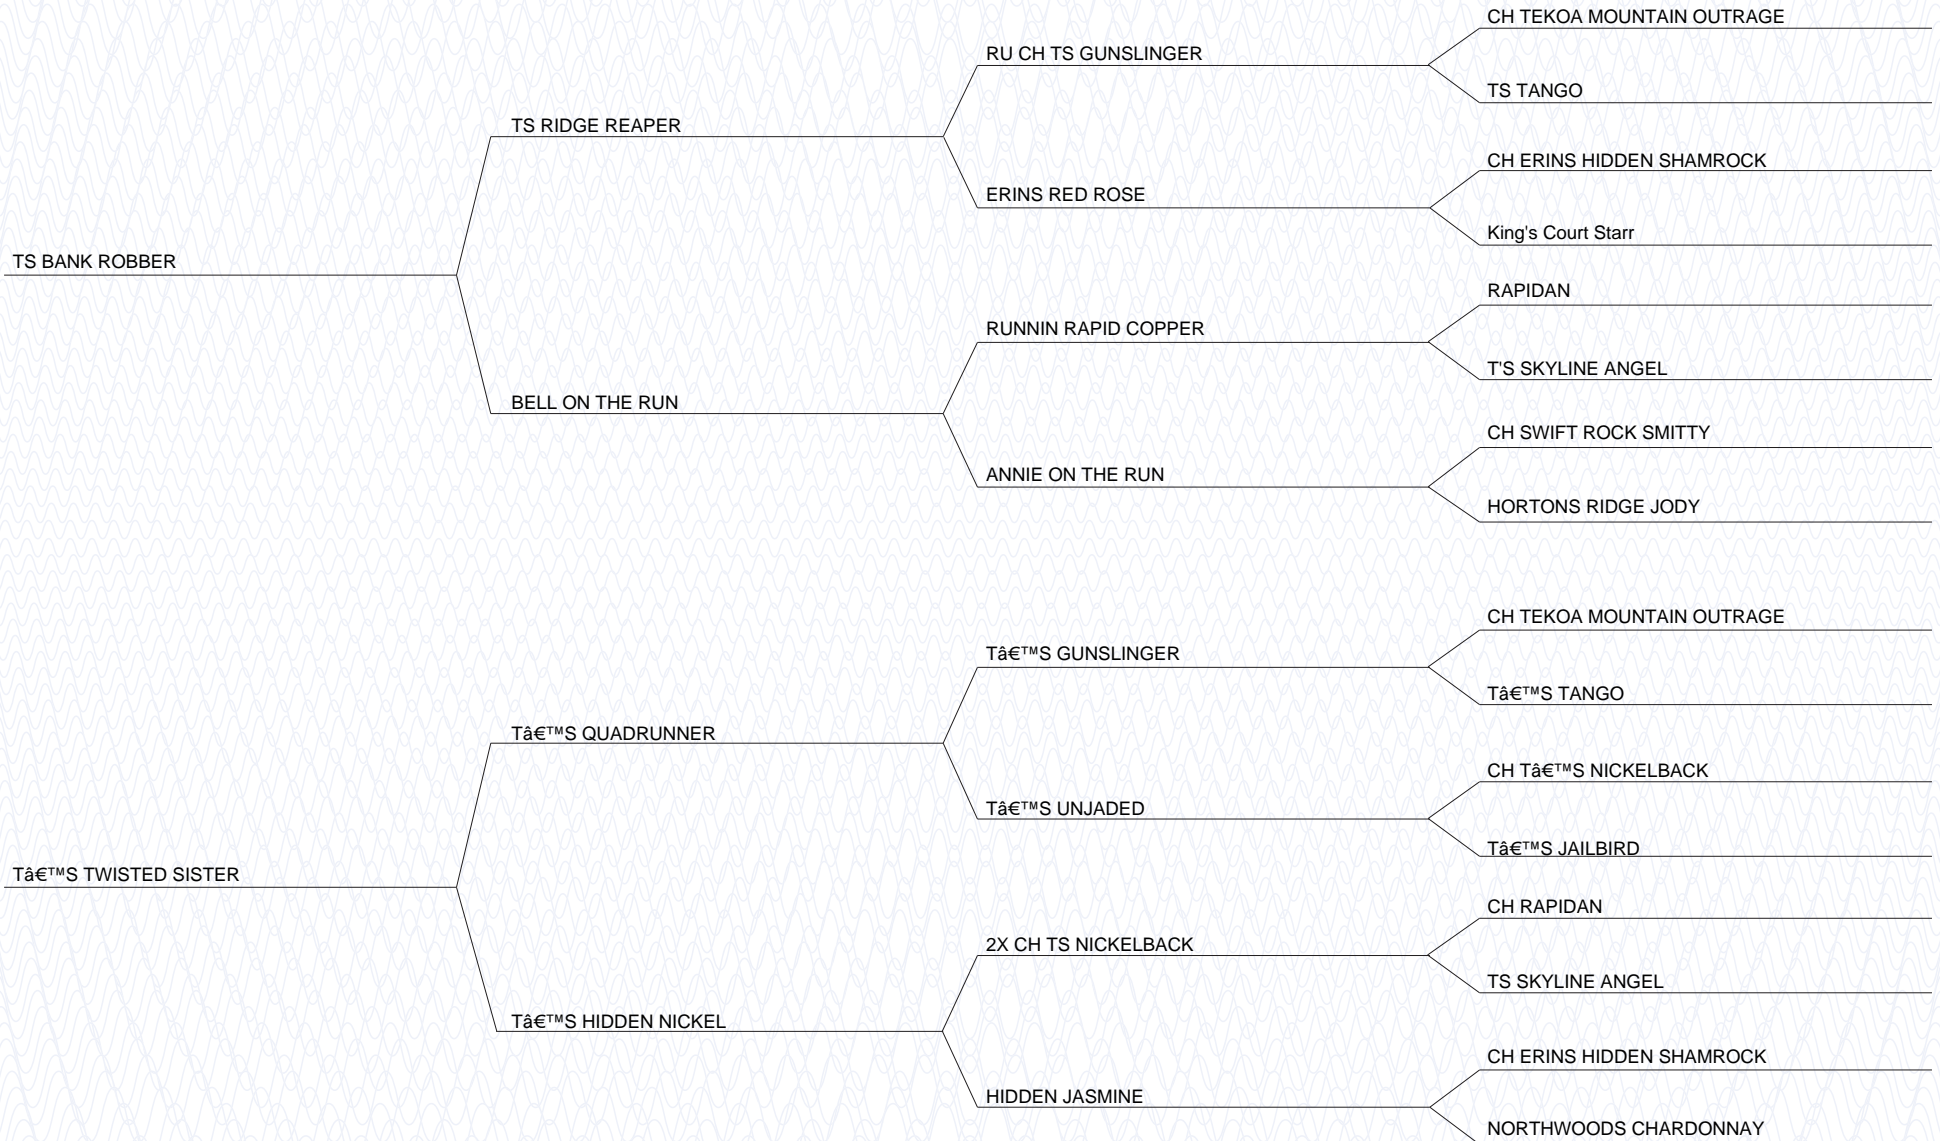 CH TEKOA MOUNTAIN OUTRAGE
RU CH TS GUNSLINGER
TS TANGO
TS RIDGE REAPER
CH ERINS HIDDEN SHAMROCK
ERINS RED ROSE
King's Court Starr
TS BANK ROBBER
RAPIDAN
RUNNIN RAPID COPPER
T'S SKYLINE ANGEL
BELL ON THE RUN
CH SWIFT ROCK SMITTY
ANNIE ON THE RUN
HORTONS RIDGE JODY
CH TEKOA MOUNTAIN OUTRAGE
Tâ€™S GUNSLINGER
Tâ€™S TANGO
Tâ€™S QUADRUNNER
CH Tâ€™S NICKELBACK
Tâ€™S UNJADED
Tâ€™S JAILBIRD
Tâ€™S TWISTED SISTER
CH RAPIDAN
2X CH TS NICKELBACK
TS SKYLINE ANGEL
Tâ€™S HIDDEN NICKEL
CH ERINS HIDDEN SHAMROCK
HIDDEN JASMINE
NORTHWOODS CHARDONNAY